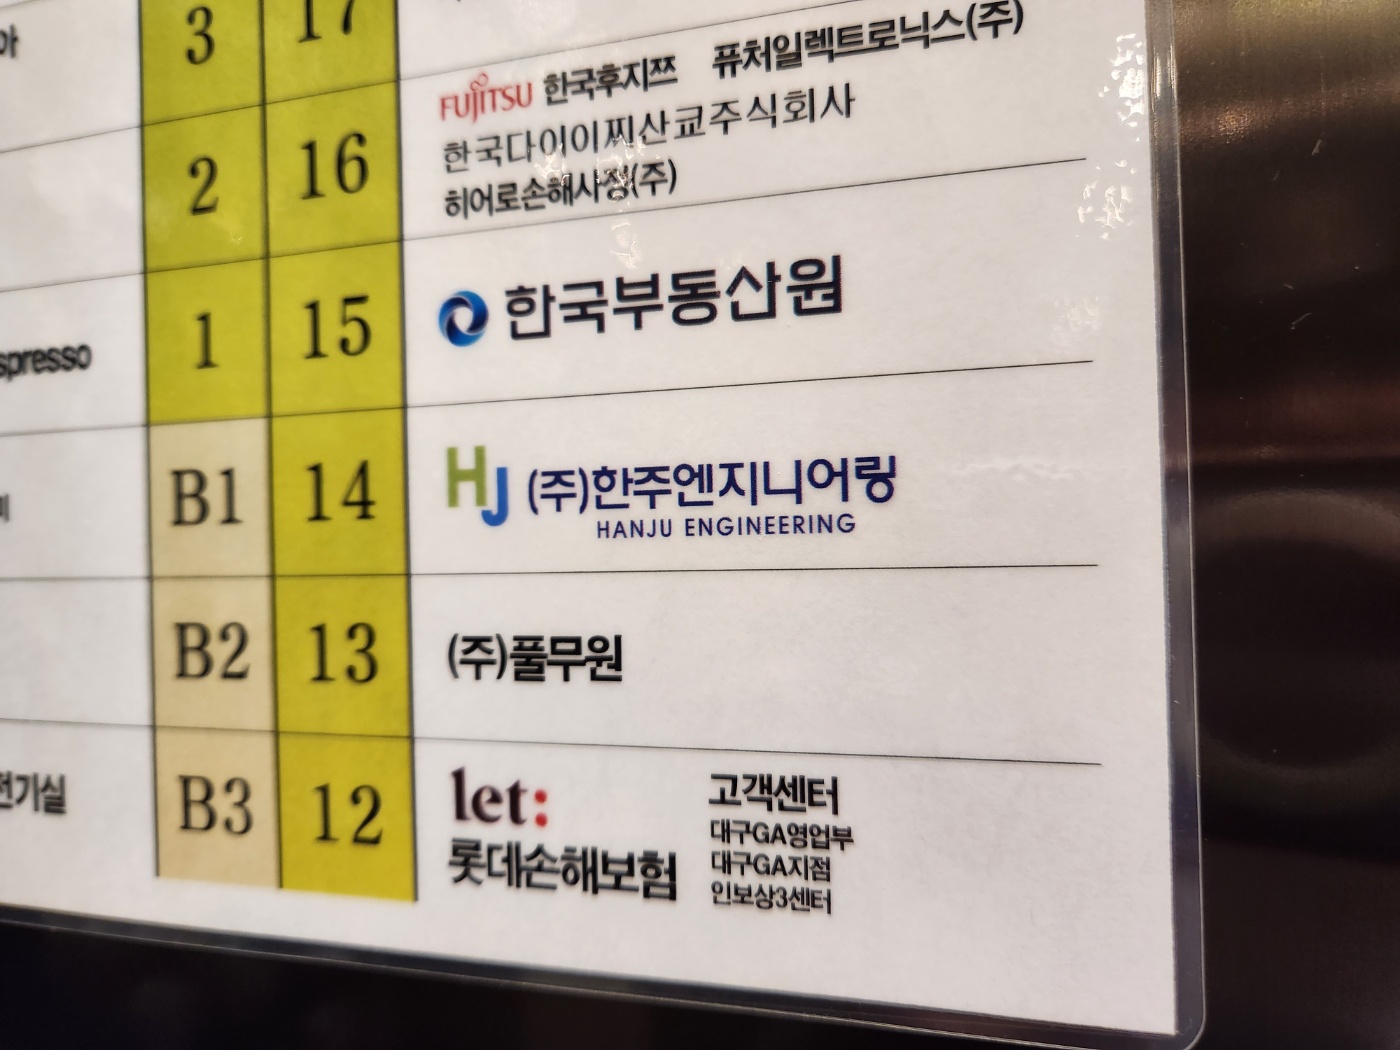 3
17
FUJITSU 한국후지쯔 퓨처일렉트로닉스(주)
한국다이이찌산쿄주식회사
2
16
히어로손해사정(주)
1
15
한국부동산원
B1
14
HJ (주)한주엔지니어링
HANJU ENGINEERING
B2
13
(주)풀무원
전기실
B3
12
let:
롯데손해보험
고객센터
대구GA영업부
대구GA지점
인보상3센터